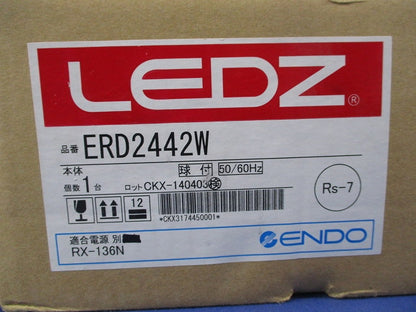 LEDZ®
品番 ERD2442W
本体 球付 50/60Hz
個数 1台 ロット CKX-140403 検
12
*CKX3174450001*
Rs-7
適合電源 別
RX-136N
ENDO